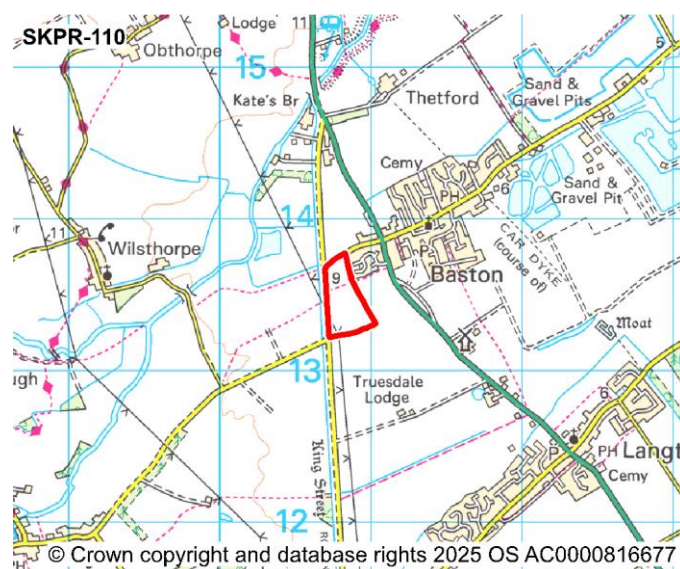 SKPR-110
Lodge
11
Obthorpe
15
5
Kate's Br
Thetford
Sand &
Gravel Pits
Cemy
Sand &
Gravel Pit
PH
6
14
11
Wilsthorpe
P
CAR DYKE
(course of)
Baston
9
Moat
13
Truesdale
Lodge
6
ugh
King Street
P
PH
Langt
Cemy
12
© Crown copyright and database rights 2025 OS AC0000816677